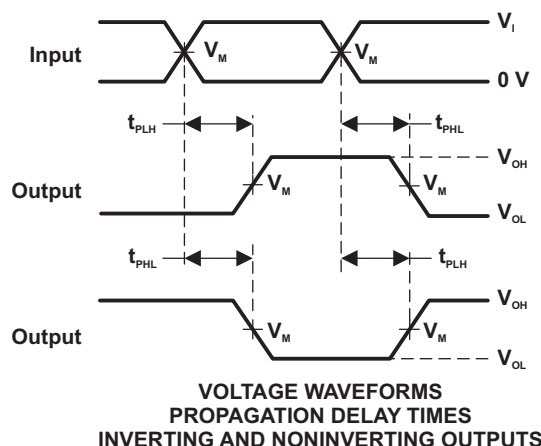 V_I
Input
V_M V_M
0 V
t_PLH t_PHL
V_OH
Output
V_M V_M
V_OL
t_PHL t_PLH
V_OH
Output
V_M V_M
V_OL
VOLTAGE WAVEFORMS
PROPAGATION DELAY TIMES
INVERTING AND NONINVERTING OUTPUTS